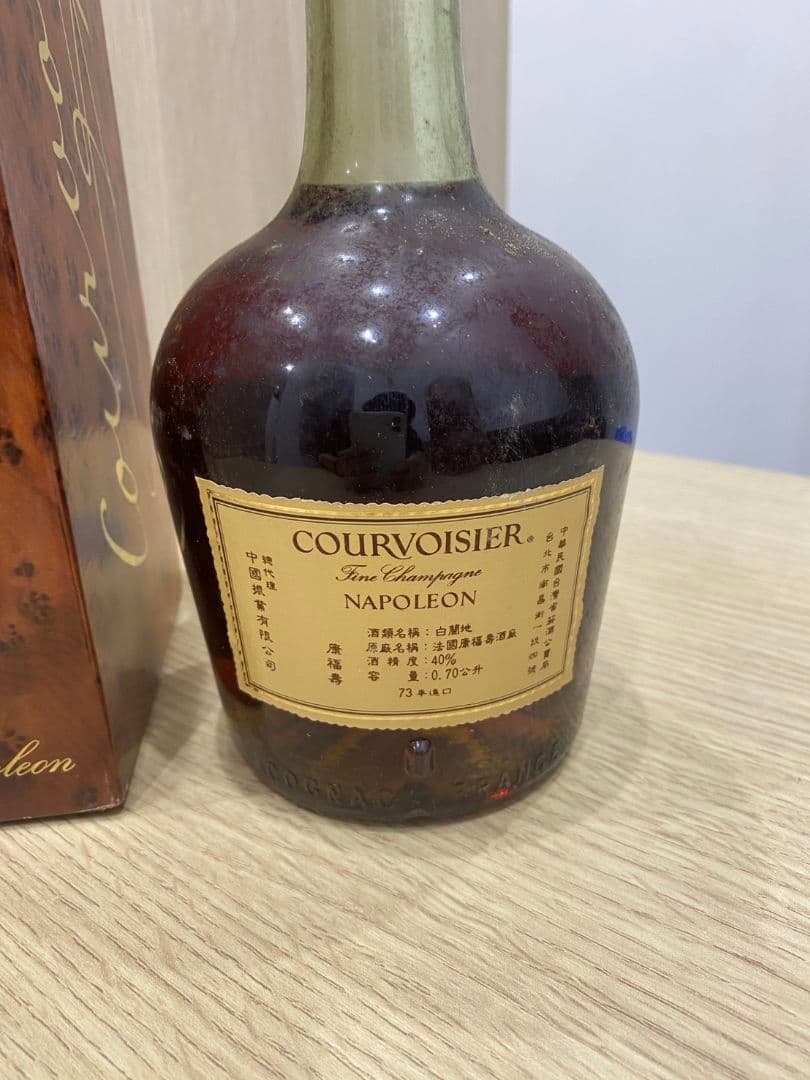 Courvoi
leon
COURVOISIER®
Fine Champagne
NAPOLEON
總代理
中國振業有限公司
康福壽
酒類名稱：白蘭地
原廠名稱：法國康福壽酒廠
酒精度：40%
容量：0.70公升
73年進口
中華民國台灣省菸酒公賣局
台北市南昌街一段四號
COGNAC FRANCE